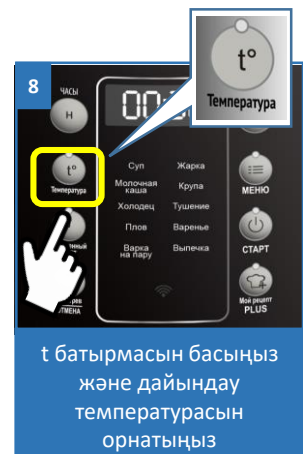 8
ЧАСЫ
Н
t°
Температура
t°
Температура
Суп Жарка
Молочная каша Крупа
Холодец Тушение
Плов Варенье
Варка на пару Выпечка
МЕНЮ
СТАРТ
Мой рецепт
PLUS
t батырмасын басыңыз
және дайындау
температурасын
орнатыңыз